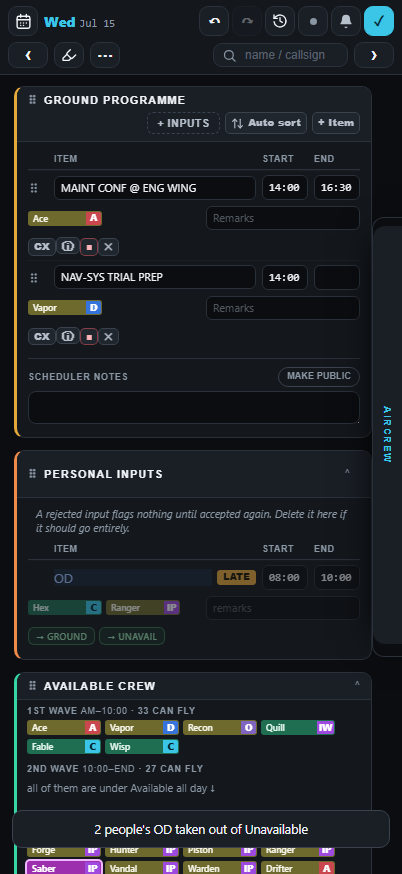 Wed Jul 15
name / callsign
GROUND PROGRAMME
+ INPUTS Auto sort + Item
ITEM START END
MAINT CONF @ ENG WING 14:00 16:30
Ace A Remarks
CX
NAV-SYS TRIAL PREP 14:00
Vapor D Remarks
CX
SCHEDULER NOTES MAKE PUBLIC
AIRCREW
PERSONAL INPUTS
A rejected input flags nothing until accepted again. Delete it here if
it should go entirely.
ITEM START END
OD LATE 08:00 10:00
Hex C Ranger IP remarks
→ GROUND → UNAVAIL
AVAILABLE CREW
1ST WAVE AM–10:00 · 33 CAN FLY
Ace A Vapor D Recon O Quill IW
Fable C Wisp C
2ND WAVE 10:00–END · 27 CAN FLY
all of them are under Available all day ↓
2 people's OD taken out of Unavailable
Forge IP Hunter IP Piston IP Ranger IP
Saber IP Vandal IP Warden IP Drifter A